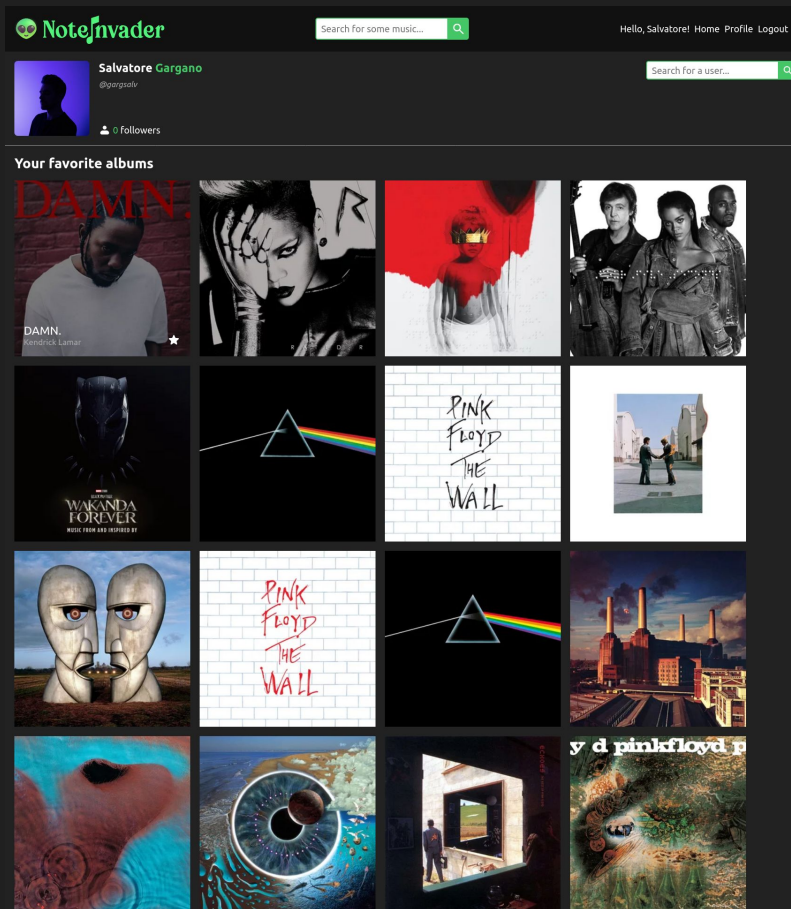 NoteInvader
Search for some music...
Hello, Salvatore! Home Profile Logout
Salvatore Gargano
@gargsalv
Search for a user...
0 followers
Your favorite albums
DAMN.
DAMN.
Kendrick Lamar
R
WAKANDA
FOREVER
MUSIC FROM AND INSPIRED BY
PINK
FLOYD
THE
WALL
PINK
FLOYD
THE
WALL
y d pinkfloyd p